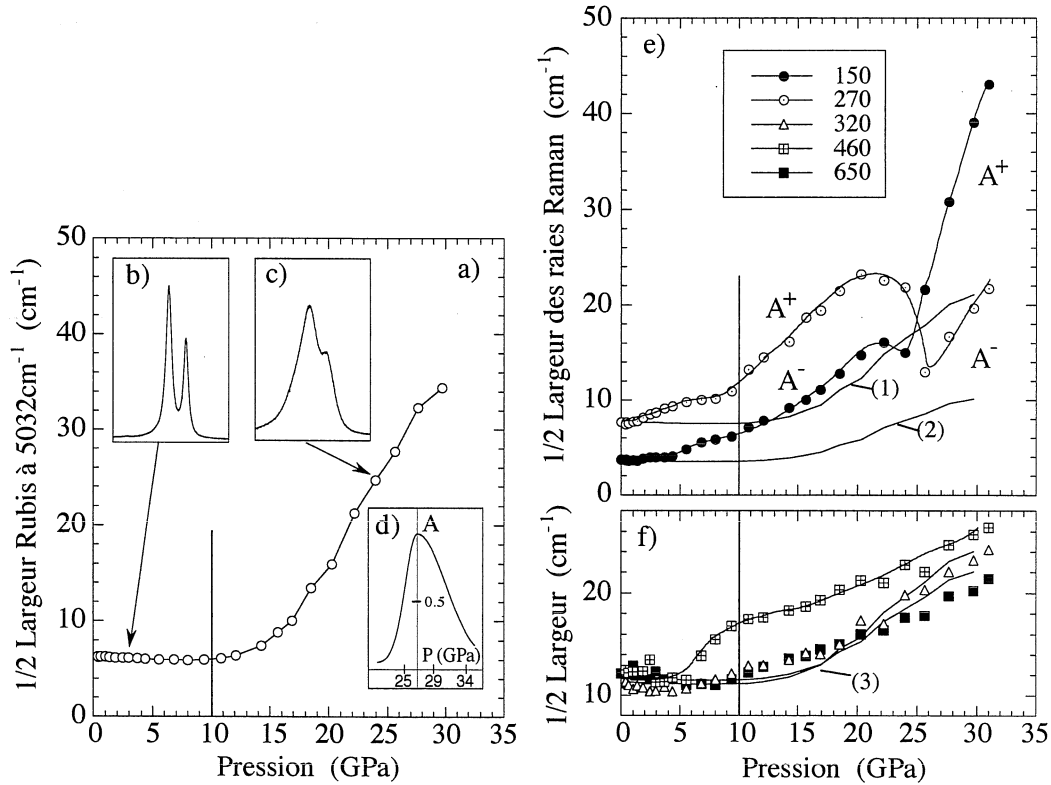 1/2 Largeur Rubis à 5032cm⁻¹ (cm⁻¹)
50
40
30
20
10
0
a)
b)
c)
d)
A
0.5
P (GPa)
25 29 34
0 5 10 15 20 25 30 35
Pression (GPa)
1/2 Largeur des raies Raman (cm⁻¹)
50
40
30
20
10
0
e)
150
270
320
460
650
A⁺
A⁺
A⁻
A⁻
(1)
(2)
1/2 Largeur (cm⁻¹)
20
10
f)
(3)
0 5 10 15 20 25 30 35
Pression (GPa)